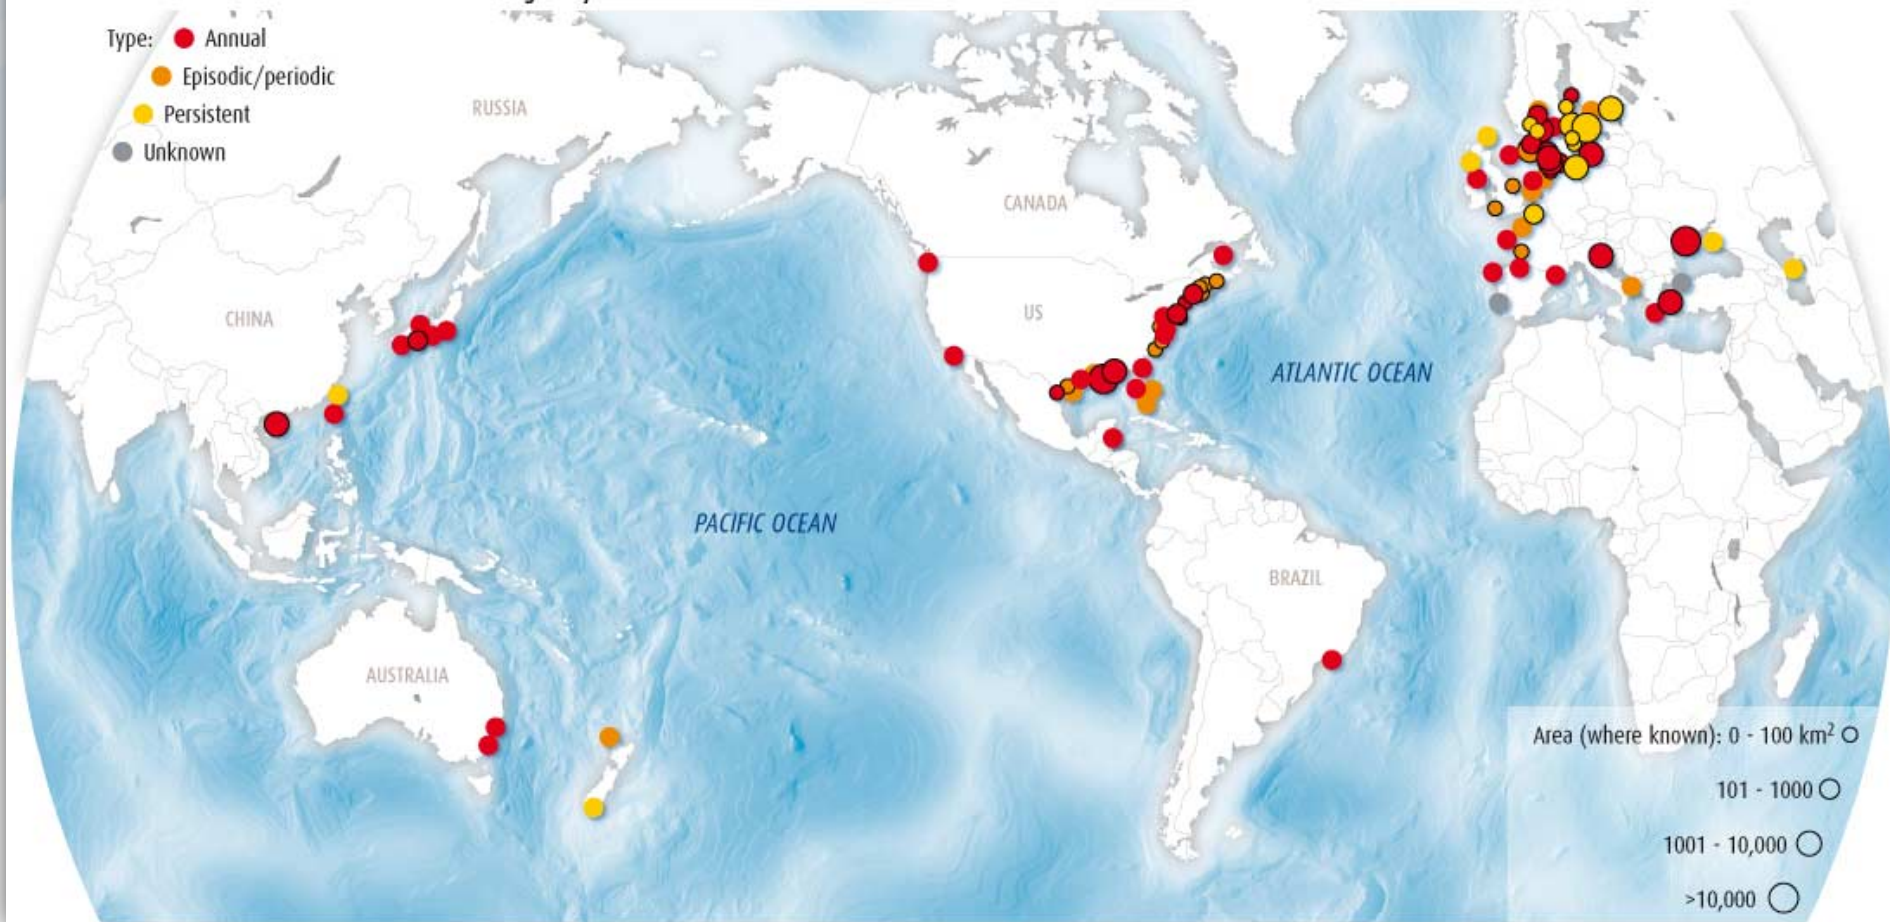 Type: Annual
Episodic/periodic
Persistent
Unknown
RUSSIA
CANADA
CHINA
US
ATLANTIC OCEAN
PACIFIC OCEAN
BRAZIL
AUSTRALIA
Area (where known): 0 - 100 km²
101 - 1000
1001 - 10,000
>10,000